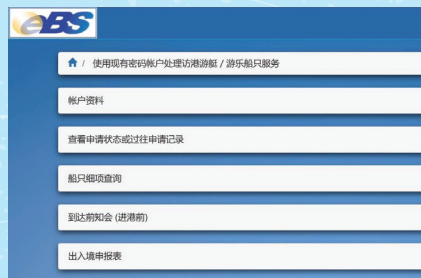 eBS
/ 使用现有密码帐户处理访港游艇 / 游乐船只服务
帐户资料
查看申请状态或过往申请记录
船只细项查询
到达前知会 (进港前)
出入境申报表